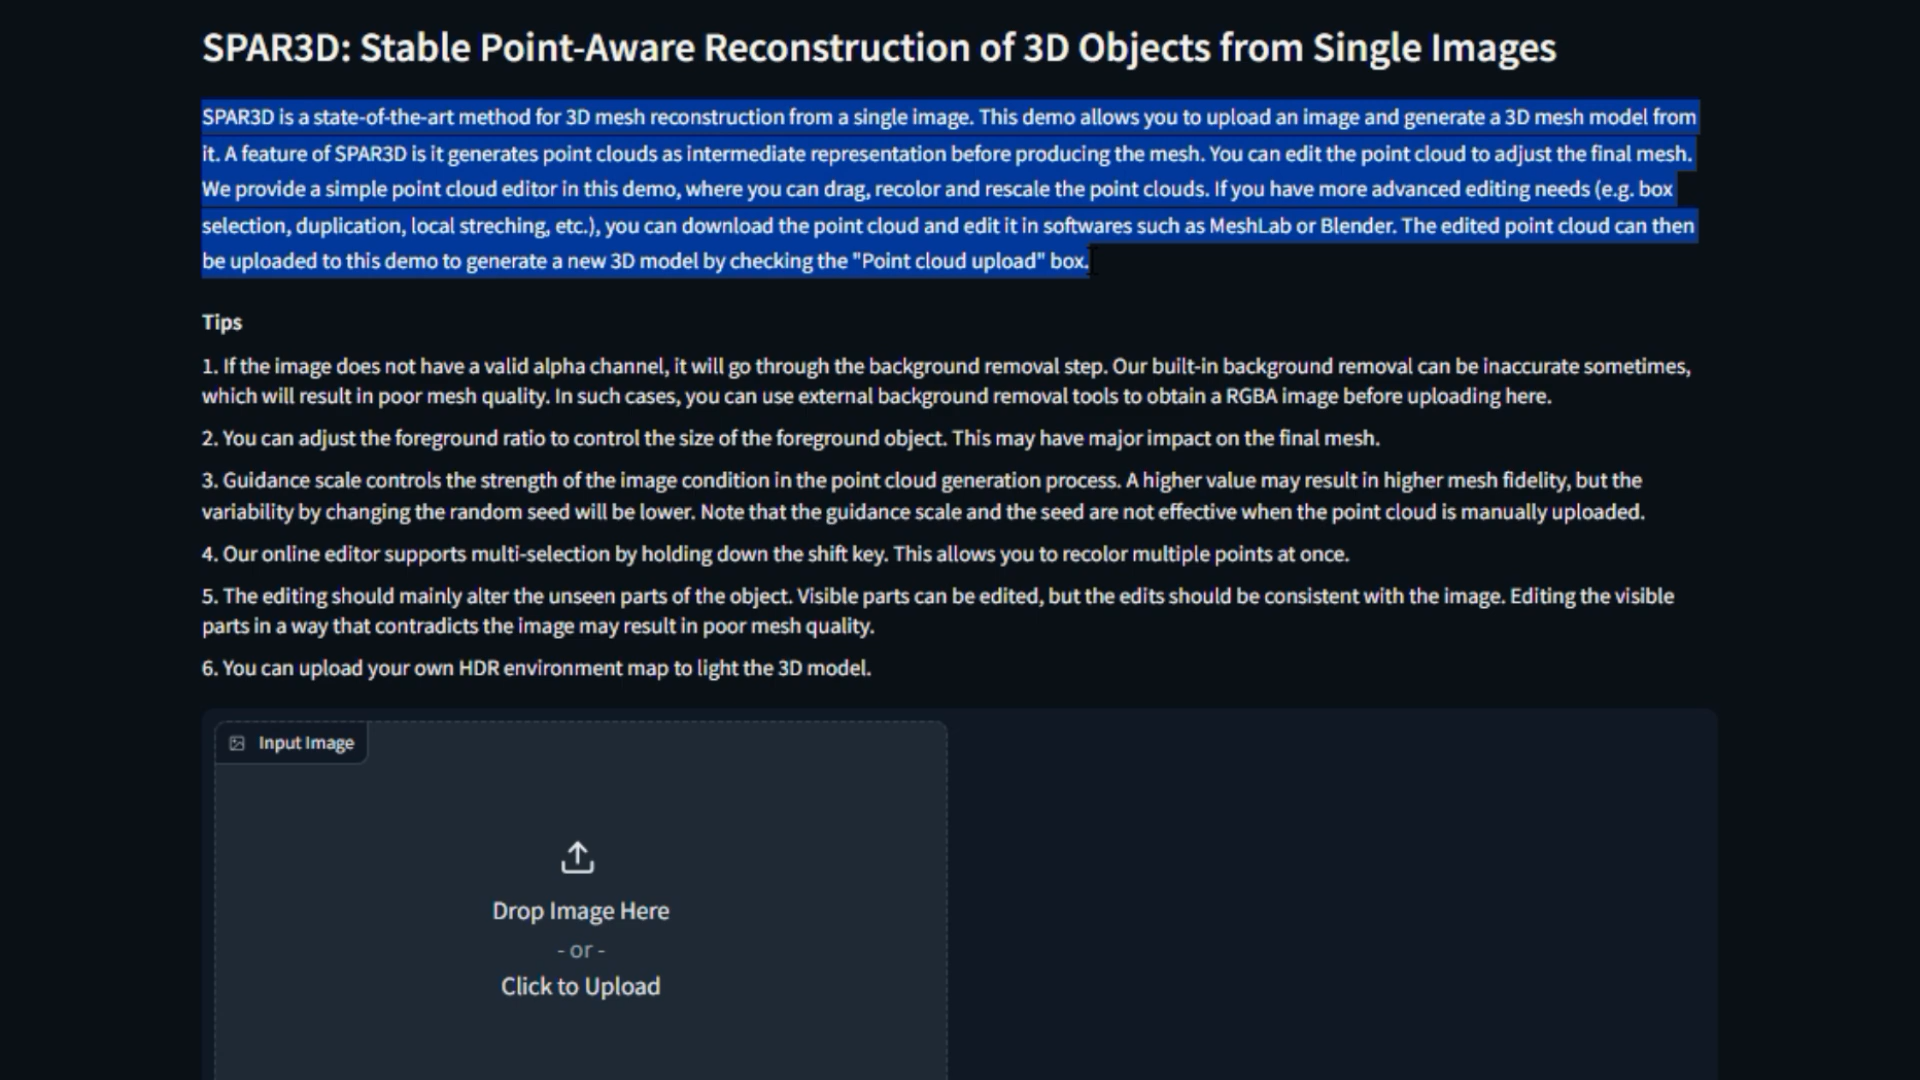 SPAR3D: Stable Point-Aware Reconstruction of 3D Objects from Single Images
SPAR3D is a state-of-the-art method for 3D mesh reconstruction from a single image. This demo allows you to upload an image and generate a 3D mesh model from
it. A feature of SPAR3D is it generates point clouds as intermediate representation before producing the mesh. You can edit the point cloud to adjust the final mesh.
We provide a simple point cloud editor in this demo, where you can drag, recolor and rescale the point clouds. If you have more advanced editing needs (e.g. box
selection, duplication, local streching, etc.), you can download the point cloud and edit it in softwares such as MeshLab or Blender. The edited point cloud can then
be uploaded to this demo to generate a new 3D model by checking the "Point cloud upload" box.
Tips
1. If the image does not have a valid alpha channel, it will go through the background removal step. Our built-in background removal can be inaccurate sometimes,
which will result in poor mesh quality. In such cases, you can use external background removal tools to obtain a RGBA image before uploading here.
2. You can adjust the foreground ratio to control the size of the foreground object. This may have major impact on the final mesh.
3. Guidance scale controls the strength of the image condition in the point cloud generation process. A higher value may result in higher mesh fidelity, but the
variability by changing the random seed will be lower. Note that the guidance scale and the seed are not effective when the point cloud is manually uploaded.
4. Our online editor supports multi-selection by holding down the shift key. This allows you to recolor multiple points at once.
5. The editing should mainly alter the unseen parts of the object. Visible parts can be edited, but the edits should be consistent with the image. Editing the visible
parts in a way that contradicts the image may result in poor mesh quality.
6. You can upload your own HDR environment map to light the 3D model.
Input Image
Drop Image Here
- or -
Click to Upload